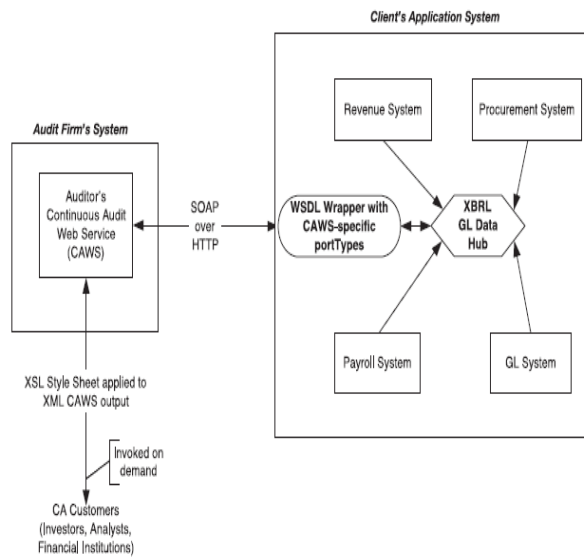 Client's Application System
Revenue System
Procurement System
Audit Firm's System
Auditor's
Continuous Audit
Web Service
(CAWS)
SOAP
over
HTTP
WSDL Wrapper with
CAWS-specific
portTypes
XBRL
GL Data
Hub
Payroll System
GL System
XSL Style Sheet applied to
XML CAWS output
Invoked on
demand
CA Customers
(Investors, Analysts,
Financial Institutions)